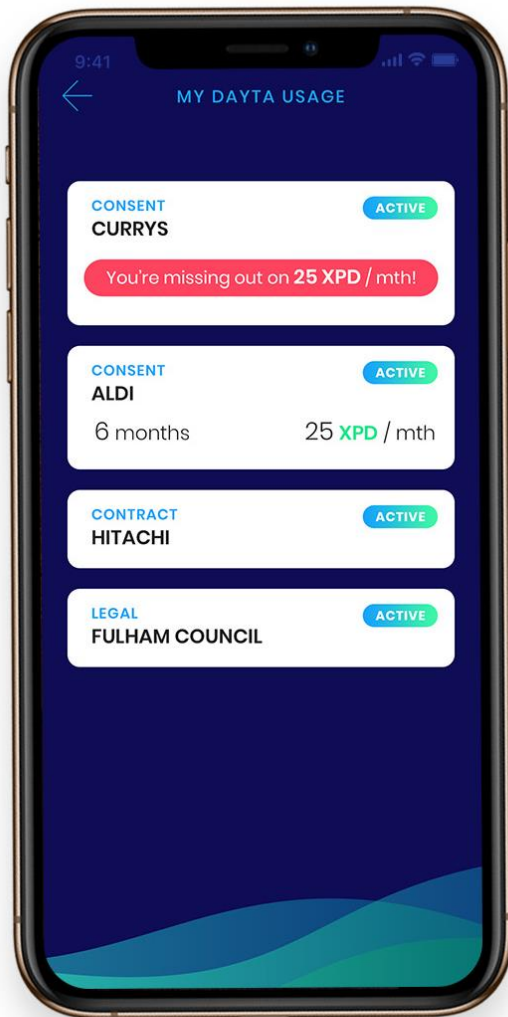 9:41
MY DAYTA USAGE
CONSENT ACTIVE
CURRYS
You're missing out on 25 XPD / mth!
CONSENT ACTIVE
ALDI
6 months 25 XPD / mth
CONTRACT ACTIVE
HITACHI
LEGAL ACTIVE
FULHAM COUNCIL